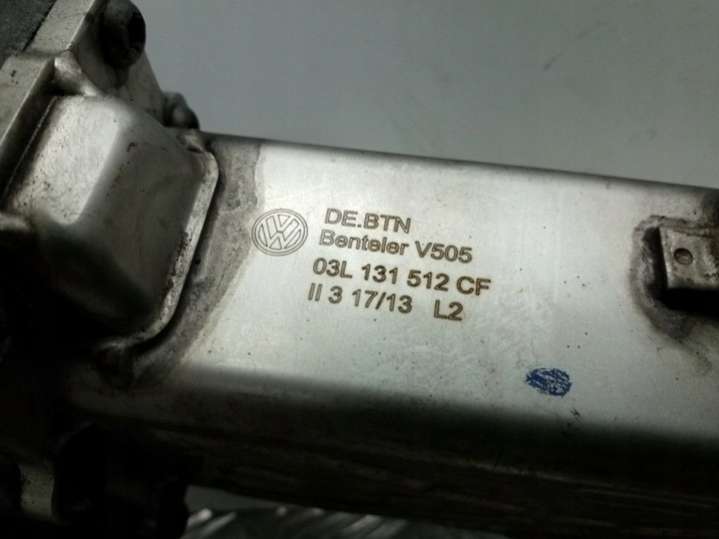 DE.BTN
Benteler V505
03L 131 512 CF
II 3 17/13 L2